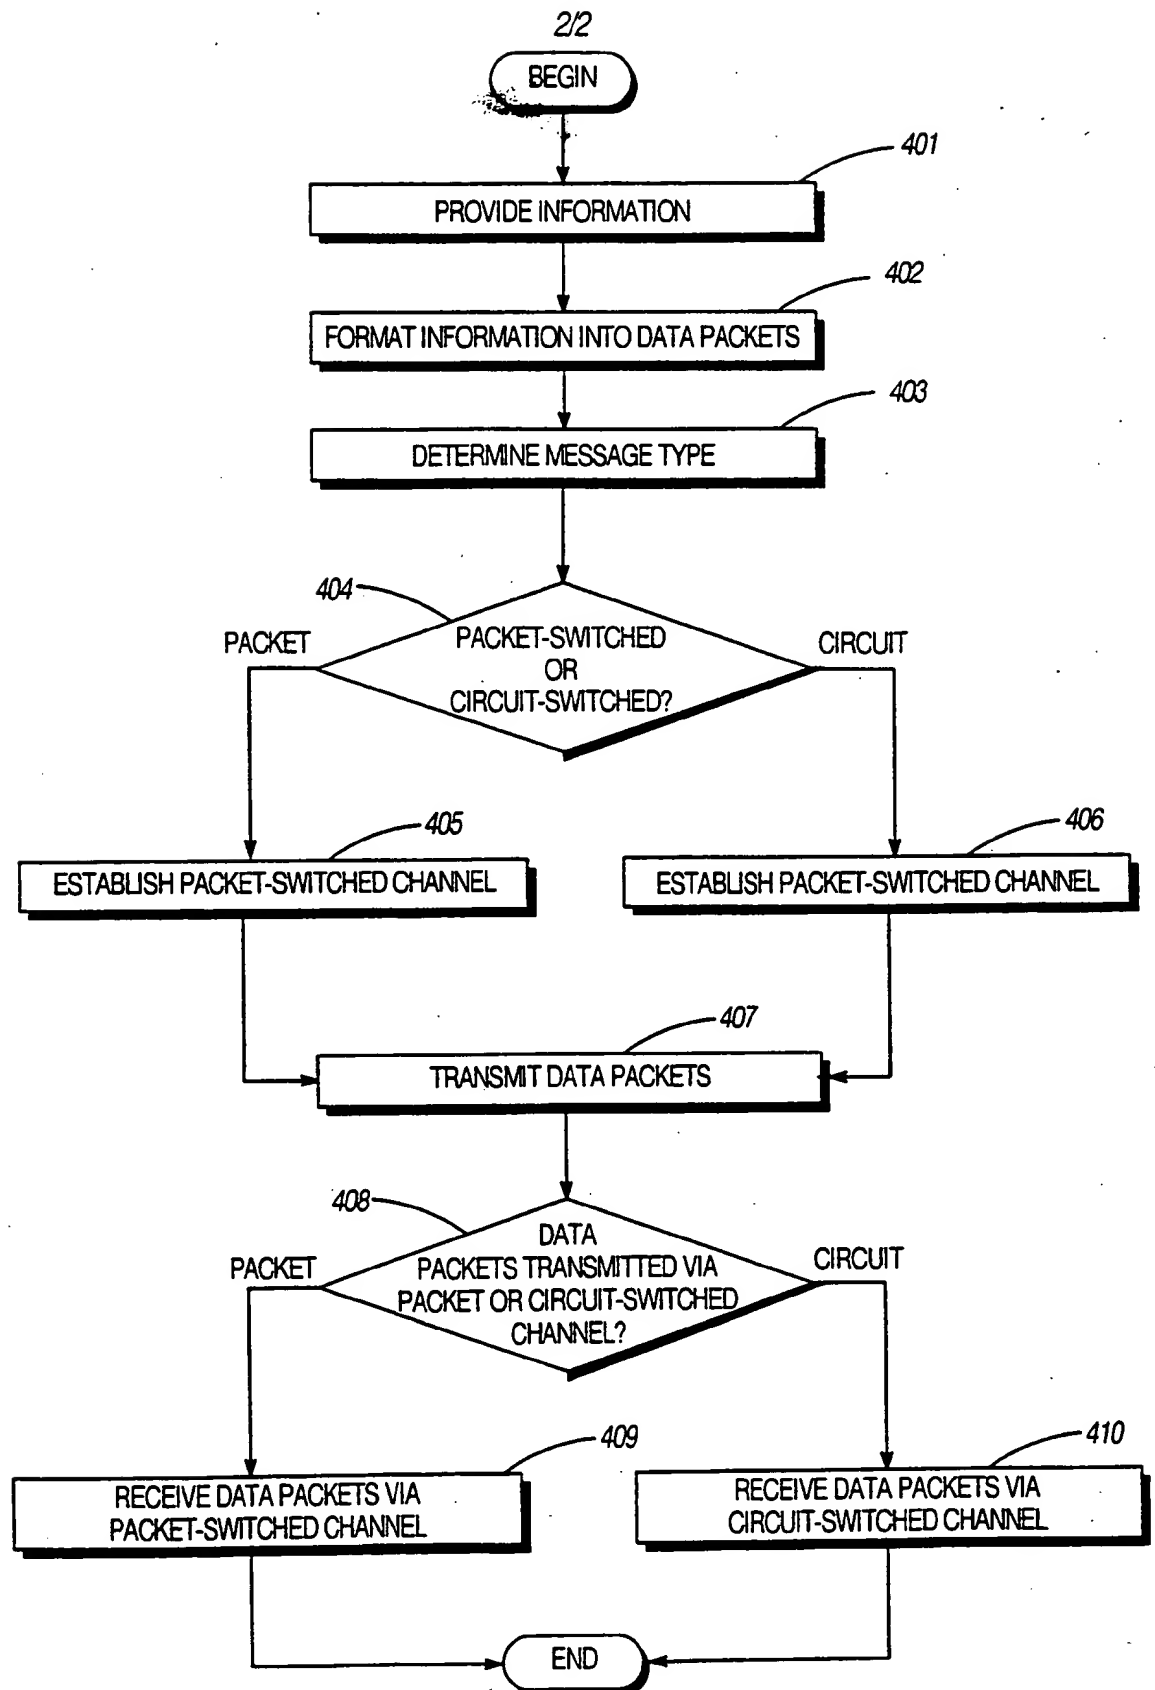 2/2
BEGIN
401
PROVIDE INFORMATION
402
FORMAT INFORMATION INTO DATA PACKETS
403
DETERMINE MESSAGE TYPE
404
PACKET
PACKET-SWITCHED
OR
CIRCUIT-SWITCHED?
CIRCUIT
405
ESTABLISH PACKET-SWITCHED CHANNEL
406
ESTABLISH PACKET-SWITCHED CHANNEL
407
TRANSMIT DATA PACKETS
408
PACKET
DATA
PACKETS TRANSMITTED VIA
PACKET OR CIRCUIT-SWITCHED
CHANNEL?
CIRCUIT
409
RECEIVE DATA PACKETS VIA
PACKET-SWITCHED CHANNEL
410
RECEIVE DATA PACKETS VIA
CIRCUIT-SWITCHED CHANNEL
END